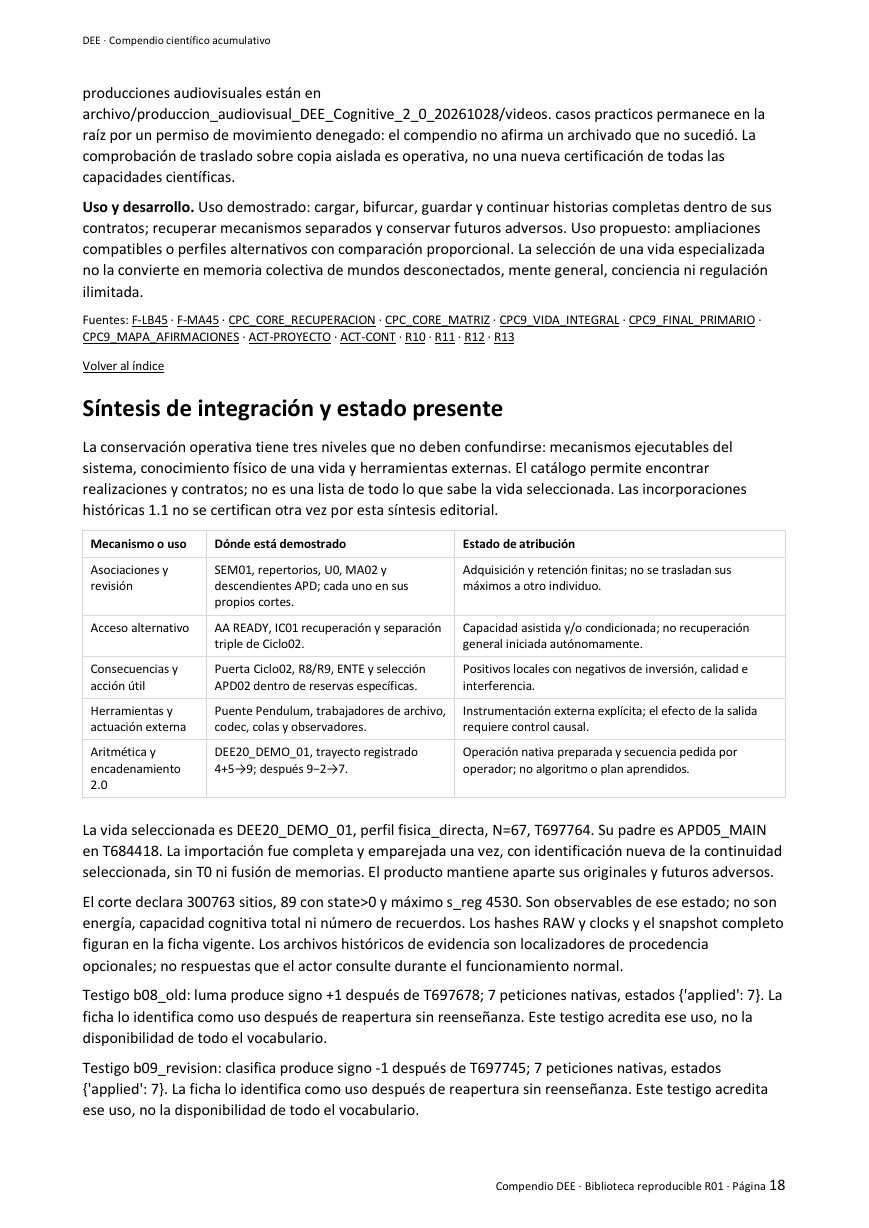 DEE · Compendio científico acumulativo
producciones audiovisuales están en
archivo/produccion_audiovisual_DEE_Cognitive_2_0_20261028/videos. casos practicos permanece en la
raíz por un permiso de movimiento denegado: el compendio no afirma un archivado que no sucedió. La
comprobación de traslado sobre copia aislada es operativa, no una nueva certificación de todas las
capacidades científicas.
Uso y desarrollo. Uso demostrado: cargar, bifurcar, guardar y continuar historias completas dentro de sus
contratos; recuperar mecanismos separados y conservar futuros adversos. Uso propuesto: ampliaciones
compatibles o perfiles alternativos con comparación proporcional. La selección de una vida especializada
no la convierte en memoria colectiva de mundos desconectados, mente general, conciencia ni regulación
ilimitada.
Fuentes: F-LB45 · F-MA45 · CPC_CORE_RECUPERACION · CPC_CORE_MATRIZ · CPC9_VIDA_INTEGRAL · CPC9_FINAL_PRIMARIO ·
CPC9_MAPA_AFIRMACIONES · ACT-PROYECTO · ACT-CONT · R10 · R11 · R12 · R13
Volver al índice
Síntesis de integración y estado presente
La conservación operativa tiene tres niveles que no deben confundirse: mecanismos ejecutables del
sistema, conocimiento físico de una vida y herramientas externas. El catálogo permite encontrar
realizaciones y contratos; no es una lista de todo lo que sabe la vida seleccionada. Las incorporaciones
históricas 1.1 no se certifican otra vez por esta síntesis editorial.
Mecanismo o uso
Dónde está demostrado
Estado de atribución
Asociaciones y
revisión
SEM01, repertorios, U0, MA02 y
descendientes APD; cada uno en sus
propios cortes.
Adquisición y retención finitas; no se trasladan sus
máximos a otro individuo.
Acceso alternativo
AA READY, IC01 recuperación y separación
triple de Ciclo02.
Capacidad asistida y/o condicionada; no recuperación
general iniciada autónomamente.
Consecuencias y
acción útil
Puerta Ciclo02, R8/R9, ENTE y selección
APD02 dentro de reservas específicas.
Positivos locales con negativos de inversión, calidad e
interferencia.
Herramientas y
actuación externa
Puente Pendulum, trabajadores de archivo,
codec, colas y observadores.
Instrumentación externa explícita; el efecto de la salida
requiere control causal.
Aritmética y
encadenamiento
2.0
DEE20_DEMO_01, trayecto registrado
4+5→9; después 9−2→7.
Operación nativa preparada y secuencia pedida por
operador; no algoritmo o plan aprendidos.
La vida seleccionada es DEE20_DEMO_01, perfil fisica_directa, N=67, T697764. Su padre es APD05_MAIN
en T684418. La importación fue completa y emparejada una vez, con identificación nueva de la continuidad
seleccionada, sin T0 ni fusión de memorias. El producto mantiene aparte sus originales y futuros adversos.
El corte declara 300763 sitios, 89 con state>0 y máximo s_reg 4530. Son observables de ese estado; no son
energía, capacidad cognitiva total ni número de recuerdos. Los hashes RAW y clocks y el snapshot completo
figuran en la ficha vigente. Los archivos históricos de evidencia son localizadores de procedencia
opcionales; no respuestas que el actor consulte durante el funcionamiento normal.
Testigo b08_old: luma produce signo +1 después de T697678; 7 peticiones nativas, estados {'applied': 7}. La
ficha lo identifica como uso después de reapertura sin reenseñanza. Este testigo acredita ese uso, no la
disponibilidad de todo el vocabulario.
Testigo b09_revision: clasifica produce signo -1 después de T697745; 7 peticiones nativas, estados
{'applied': 7}. La ficha lo identifica como uso después de reapertura sin reenseñanza. Este testigo acredita
ese uso, no la disponibilidad de todo el vocabulario.
Compendio DEE · Biblioteca reproducible R01 · Página 18